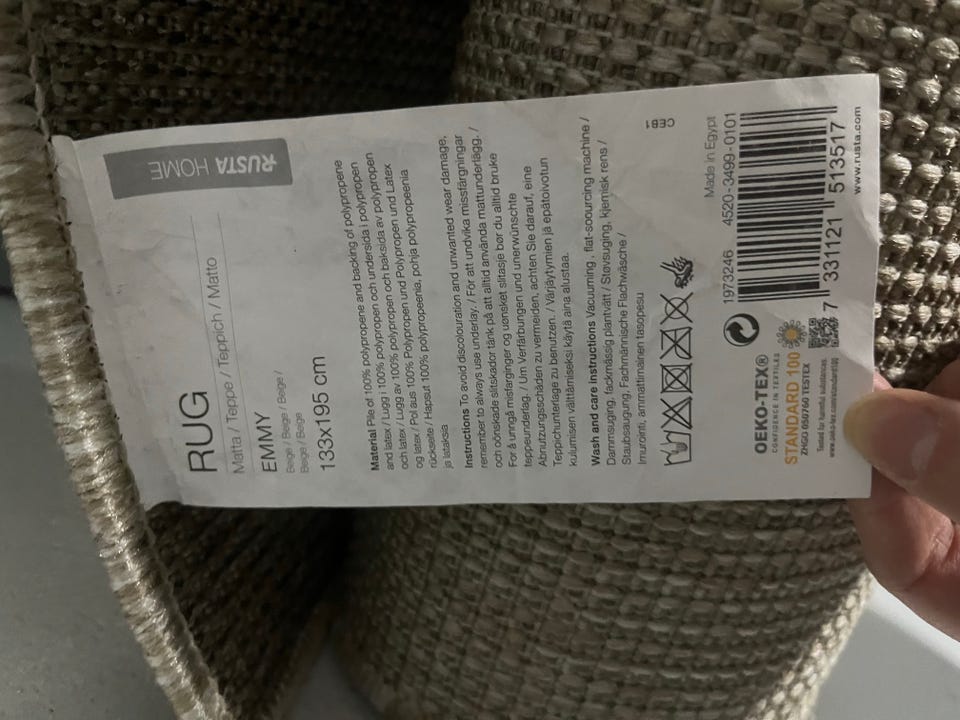 RUSTA HOME
RUG
Matta / Teppe / Teppich / Matto
EMMY
Beige / Beige / Beige /
Beige / Beige
133x195 cm
Material Pile of 100% polypropene and backing of polypropene
and latex / Lugg i 100% polypropen och undersida i polypropen
och latex / Lugg av 100% polypropen och baksida av polypropen
og latex / Pol aus 100% Polypropen und Polypropen und Latex
rückseite / Hapsut 100% polypropeenia, pohja polypropeenia
ja lateksia
Instructions To avoid discolouration and unwanted wear damage,
remember to always use underlay. / För att undvika missfärgningar
och oönskade slitskador tänk på att alltid använda mattunderlägg. /
For å unngå misfarginger og uønsket slitasje bør du alltid bruke
teppeunderlag. / Um Verfärbungen und unerwünschte
Abnutzungsschäden zu vermeiden, achten Sie darauf, eine
Teppichunterlage zu benutzen. / Värjäytymien ja epätoivotun
kulumisen välttämiseksi käytä aina alustaa.
Wash and care instructions Vacuuming, flat-soourcing machine /
Dammsuging, fackmässig plantvätt / Støvsuging, kjemisk rens /
Staubsaugung, Fachmännische Flachwäsche /
Imurointi, ammattimainen tasopesu
CEB1
Made in Egypt
1973246 4520-3499-0101
7 331121 513517
www.rusta.com
OEKO-TEX®
CONFIDENCE IN TEXTILES
STANDARD 100
ZHGO 050760 TESTEX
Tested for harmful substances.
www.oeko-tex.com/standard100